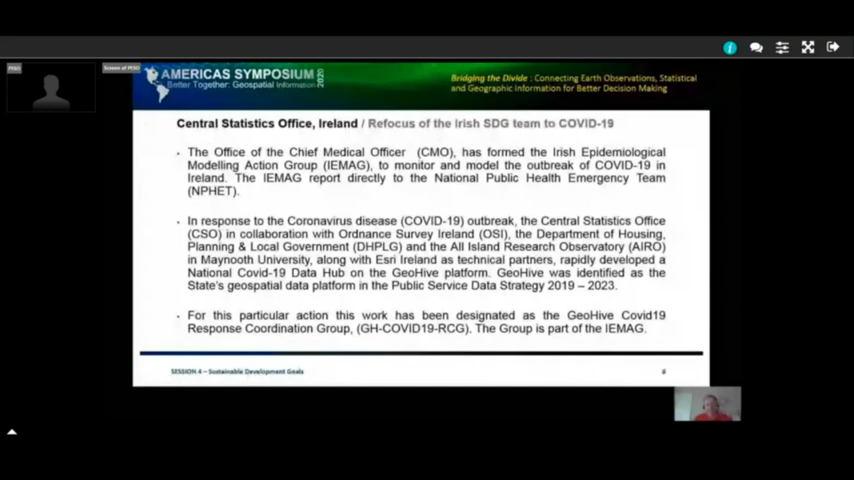 PESO
Screen of PESO
AMERICAS SYMPOSIUM 2020
Better Together: Geospatial Information
Bridging the Divide : Connecting Earth Observations, Statistical
and Geographic Information for Better Decision Making
Central Statistics Office, Ireland / Refocus of the Irish SDG team to COVID-19
• The Office of the Chief Medical Officer (CMO), has formed the Irish Epidemiological
Modelling Action Group (IEMAG), to monitor and model the outbreak of COVID-19 in
Ireland. The IEMAG report directly to the National Public Health Emergency Team
(NPHET).
• In response to the Coronavirus disease (COVID-19) outbreak, the Central Statistics Office
(CSO) in collaboration with Ordnance Survey Ireland (OSI), the Department of Housing,
Planning & Local Government (DHPLG) and the All Island Research Observatory (AIRO)
in Maynooth University, along with Esri Ireland as technical partners, rapidly developed a
National Covid-19 Data Hub on the GeoHive platform. GeoHive was identified as the
State's geospatial data platform in the Public Service Data Strategy 2019 – 2023.
• For this particular action this work has been designated as the GeoHive Covid19
Response Coordination Group, (GH-COVID19-RCG). The Group is part of the IEMAG.
SESSION 4 – Sustainable Development Goals